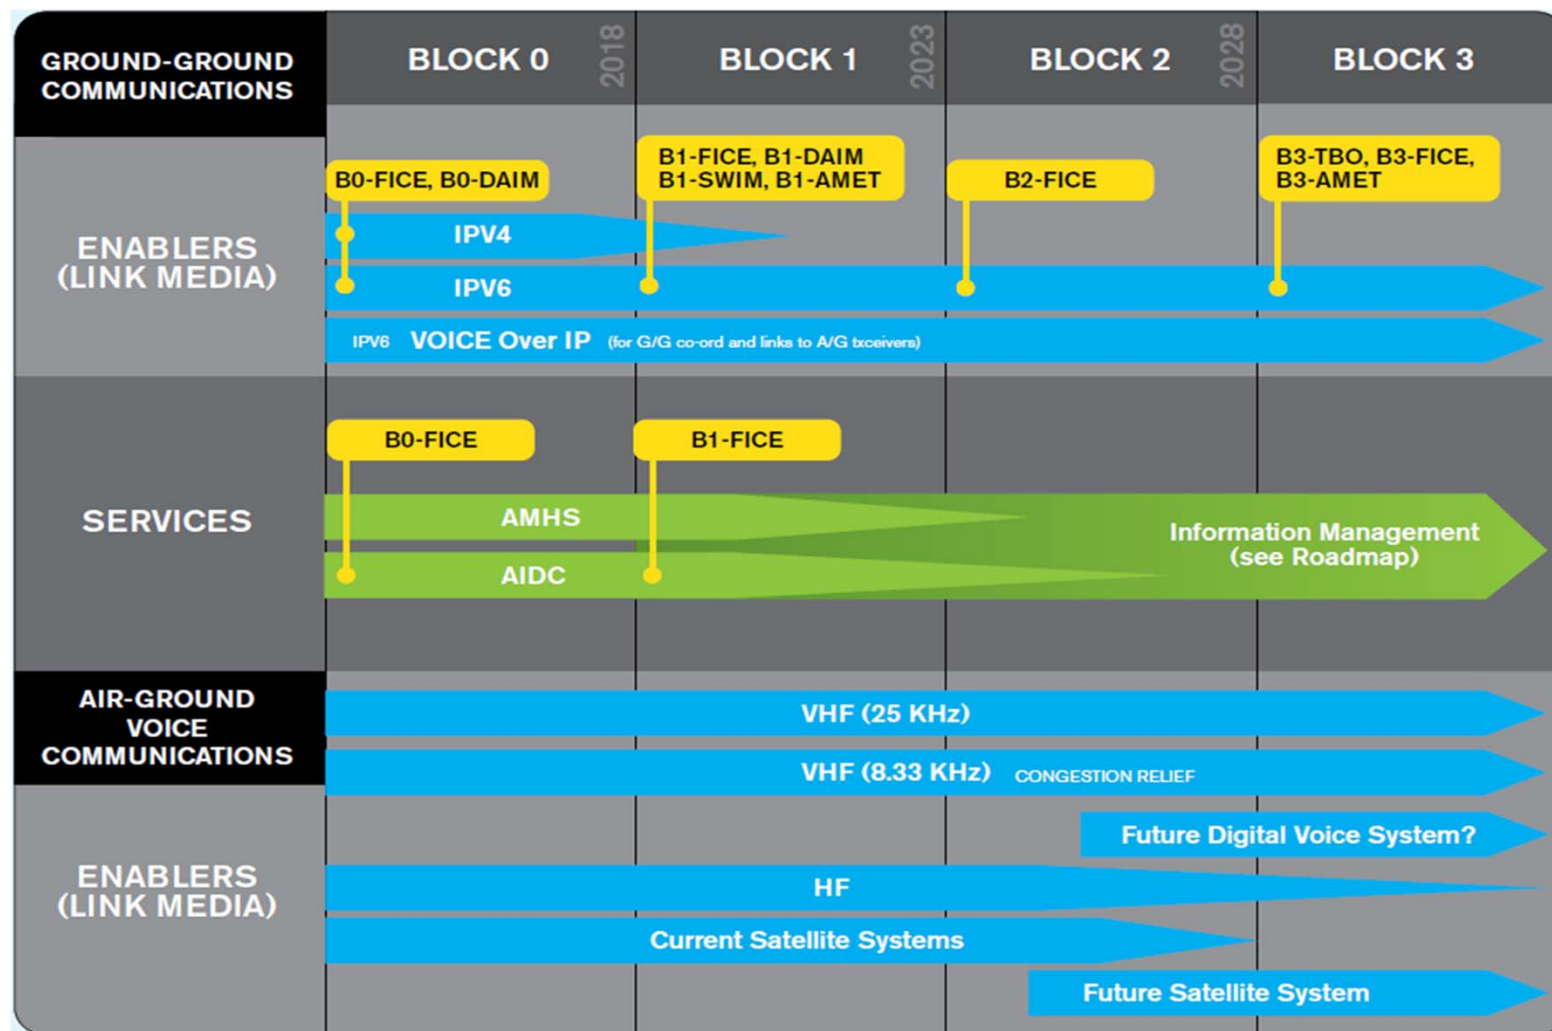 GROUND-GROUND
COMMUNICATIONS
BLOCK 0
2018
BLOCK 1
2023
BLOCK 2
2028
BLOCK 3
ENABLERS
(LINK MEDIA)
B0-FICE, B0-DAIM
B1-FICE, B1-DAIM
B1-SWIM, B1-AMET
B2-FICE
B3-TBO, B3-FICE,
B3-AMET
IPV4
IPV6
IPV6 VOICE Over IP (for G/G co-ord and links to A/G txceivers)
SERVICES
B0-FICE
B1-FICE
AMHS
AIDC
Information Management
(see Roadmap)
AIR-GROUND
VOICE
COMMUNICATIONS
VHF (25 KHz)
VHF (8.33 KHz) CONGESTION RELIEF
ENABLERS
(LINK MEDIA)
Future Digital Voice System?
HF
Current Satellite Systems
Future Satellite System